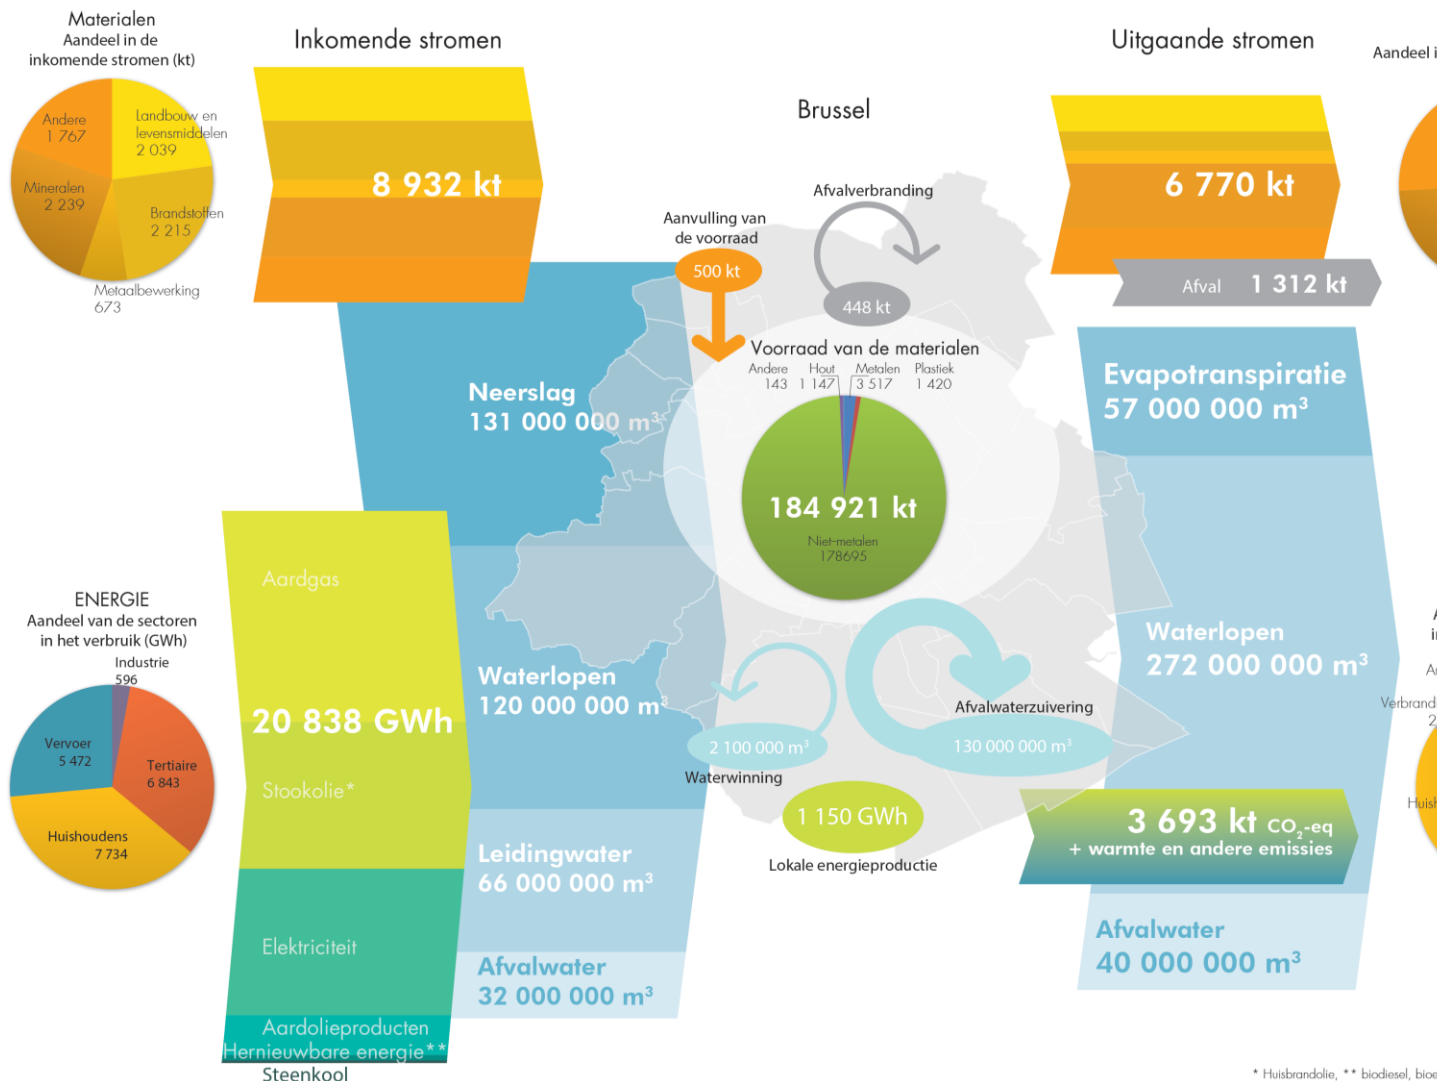 Materialen
Aandeel in de
inkomende stromen (kt)
Andere
1 767
Landbouw en
levensmiddelen
2 039
Mineralen
2 239
Brandstoffen
2 215
Metaalbewerking
673
Inkomende stromen
8 932 kt
Neerslag
131 000 000 m³
Waterlopen
120 000 000 m³
Leidingwater
66 000 000 m³
Afvalwater
32 000 000 m³
ENERGIE
Aandeel van de sectoren
in het verbruik (GWh)
Industrie
596
Vervoer
5 472
Tertiaire
6 843
Huishoudens
7 734
Aardgas
20 838 GWh
Stookolie*
Elektriciteit
Aardolieproducten
Hernieuwbare energie**
Steenkool
Brussel
Afvalverbranding
448 kt
Aanvulling van
de voorraad
500 kt
Voorraad van de materialen
Andere
143
Hout
1 147
Metalen
3 517
Plastiek
1 420
184 921 kt
Niet-metalen
178695
2 100 000 m³
Waterwinning
Afvalwaterzuivering
130 000 000 m³
1 150 GWh
Lokale energieproductie
Uitgaande stromen
6 770 kt
Afval 1 312 kt
Evapotranspiratie
57 000 000 m³
Waterlopen
272 000 000 m³
3 693 kt CO₂-eq
+ warmte en andere emissies
Afvalwater
40 000 000 m³
Aandeel i
Verbrand
2
Huish
* Huisbrandolie, ** biodiesel, bioe